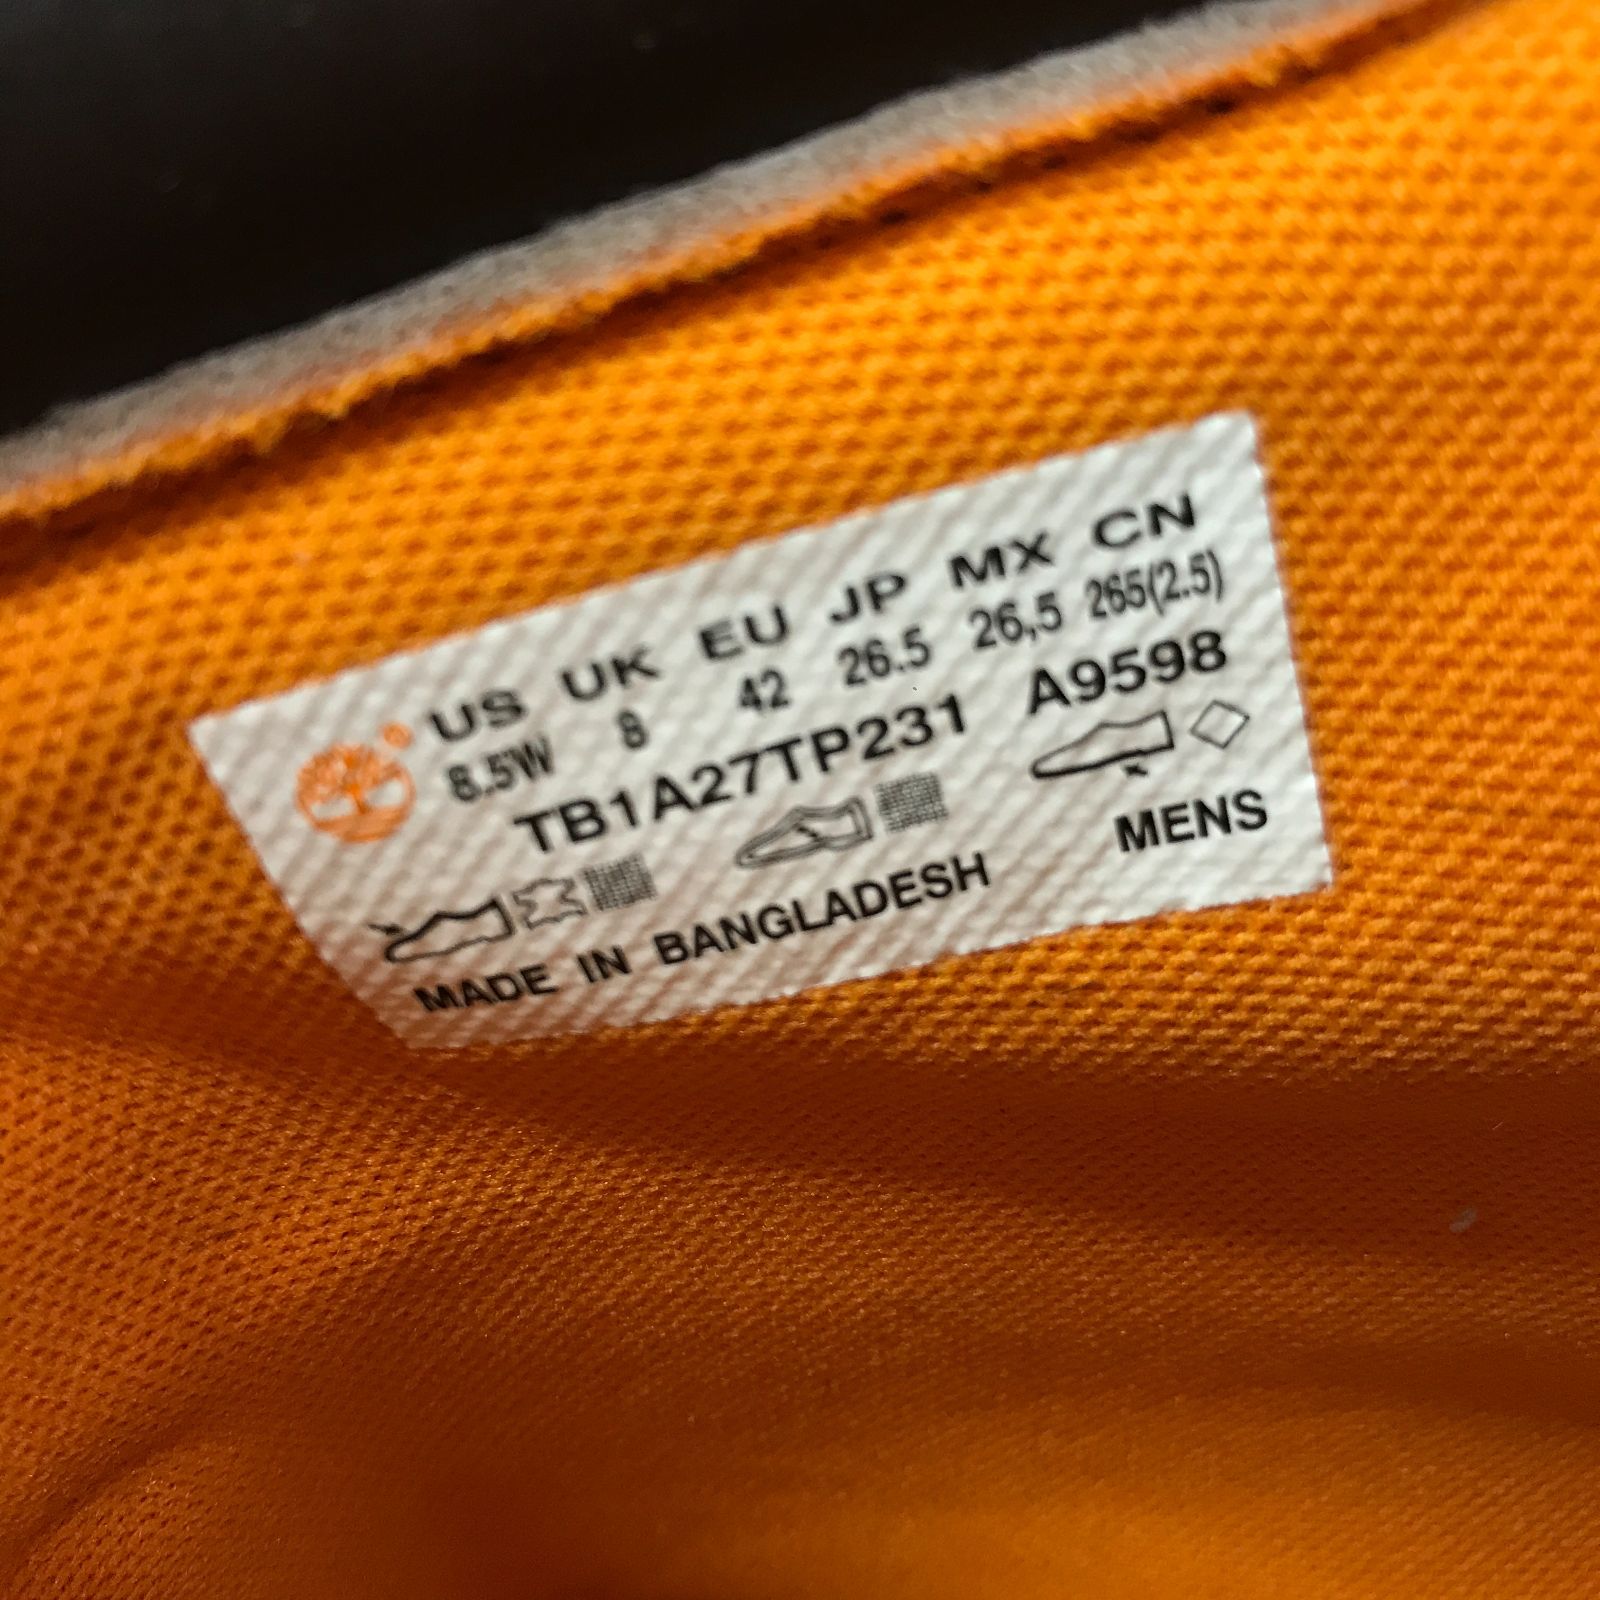 US UK EU JP MX CN
8.5W 8 42 26.5 26,5 265(2.5)
TB1A27TP231 A9598
MENS
MADE IN BANGLADESH